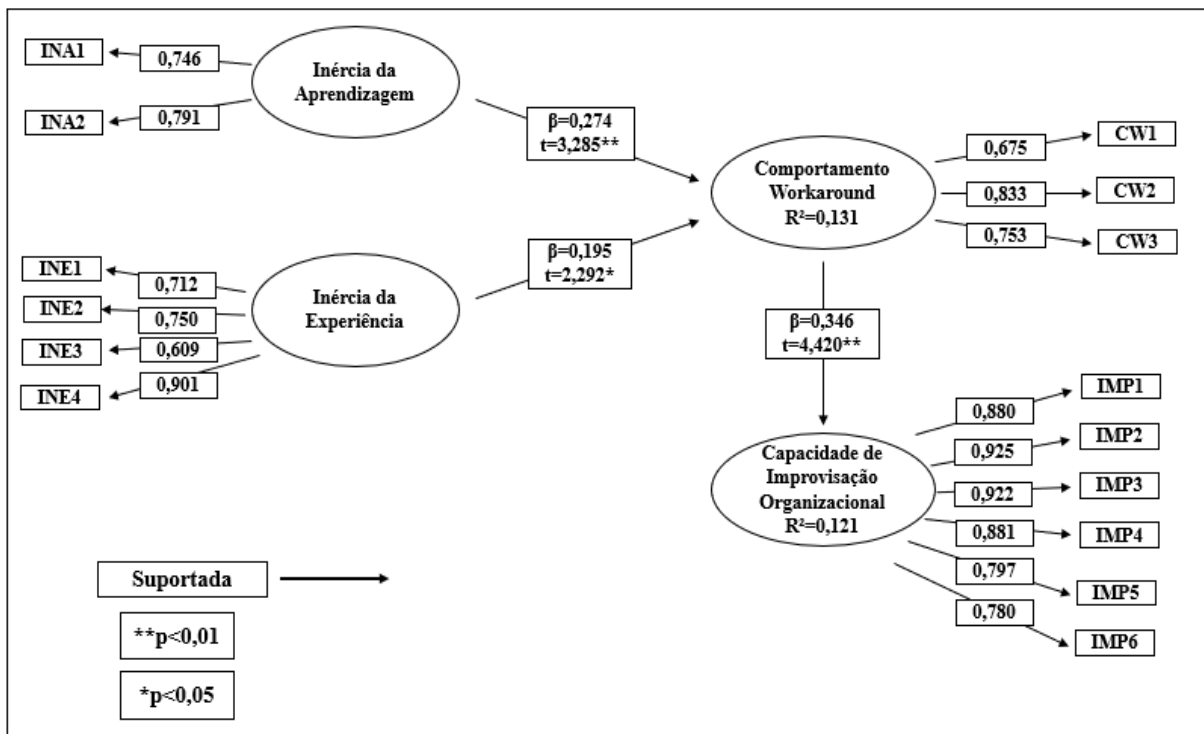 INA1
0,746
INA2
0,791
Inércia da
Aprendizagem
β=0,274
t=3,285**
INE1
0,712
INE2
0,750
INE3
0,609
INE4
0,901
Inércia da
Experiência
β=0,195
t=2,292*
Comportamento
Workaround
R²=0,131
0,675
CW1
0,833
CW2
0,753
CW3
β=0,346
t=4,420**
Capacidade de
Improvisação
Organizacional
R²=0,121
0,880
IMP1
0,925
IMP2
0,922
IMP3
0,881
IMP4
0,797
IMP5
0,780
IMP6
Suportada
**p<0,01
*p<0,05